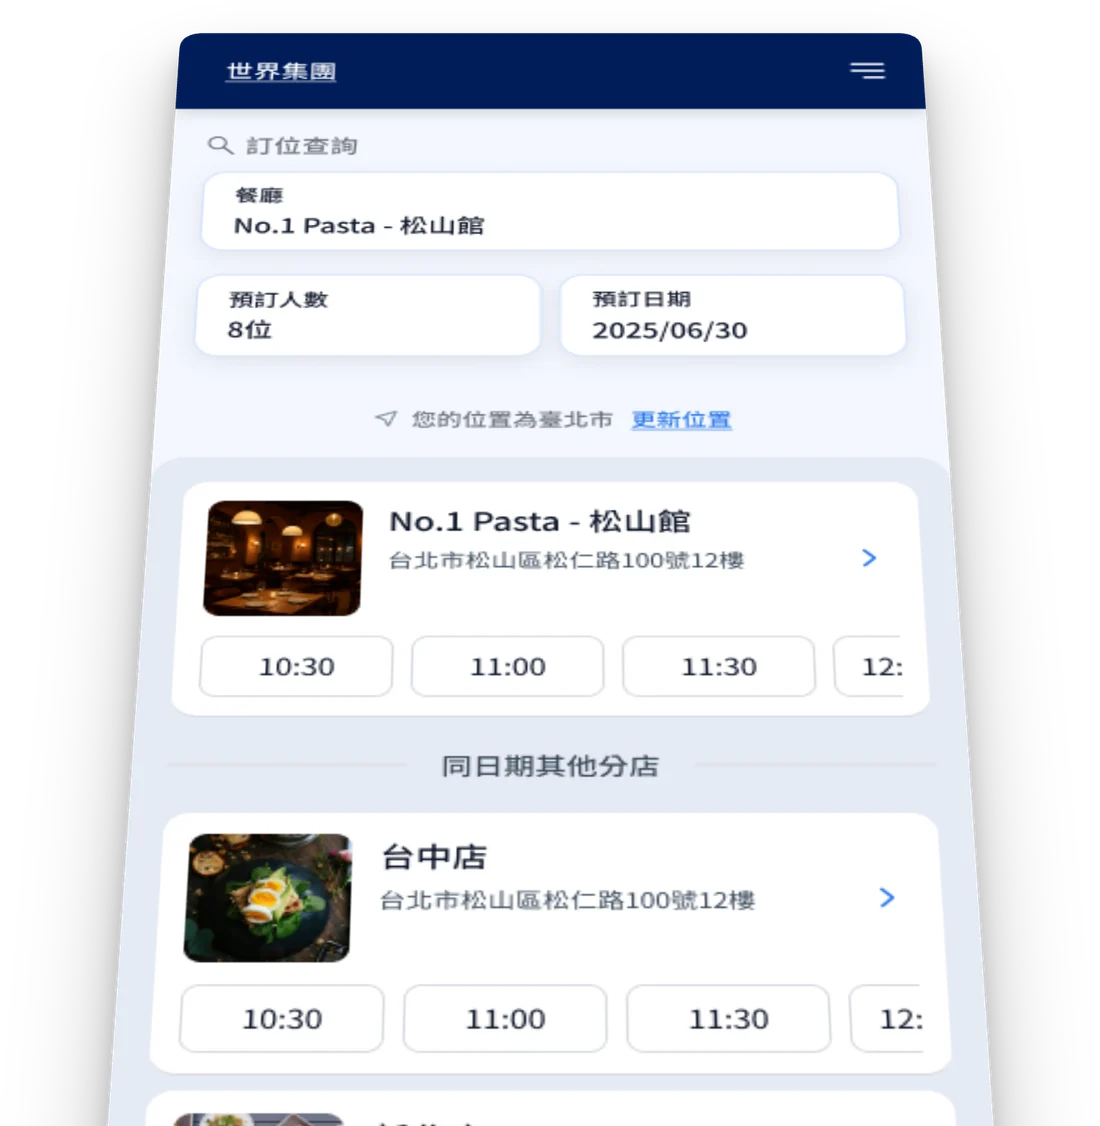 世界集團
訂位查詢
餐廳
No.1 Pasta - 松山館
預訂人數
8位
預訂日期
2025/06/30
您的位置為臺北市 更新位置
No.1 Pasta - 松山館
台北市松山區松仁路100號12樓
10:30 11:00 11:30 12:
同日期其他分店
台中店
台北市松山區松仁路100號12樓
10:30 11:00 11:30 12: